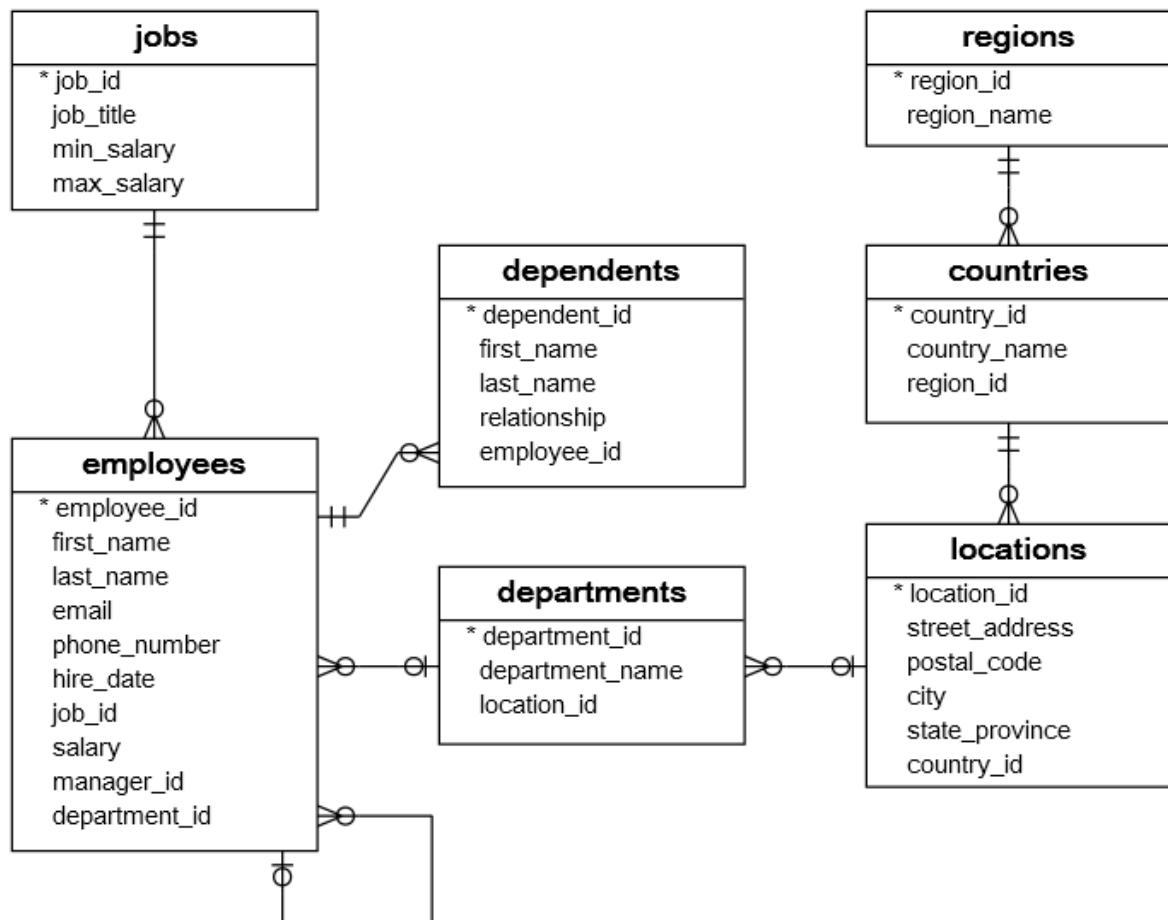 jobs
* job_id
job_title
min_salary
max_salary
regions
* region_id
region_name
dependents
* dependent_id
first_name
last_name
relationship
employee_id
countries
* country_id
country_name
region_id
employees
* employee_id
first_name
last_name
email
phone_number
hire_date
job_id
salary
manager_id
department_id
departments
* department_id
department_name
location_id
locations
* location_id
street_address
postal_code
city
state_province
country_id